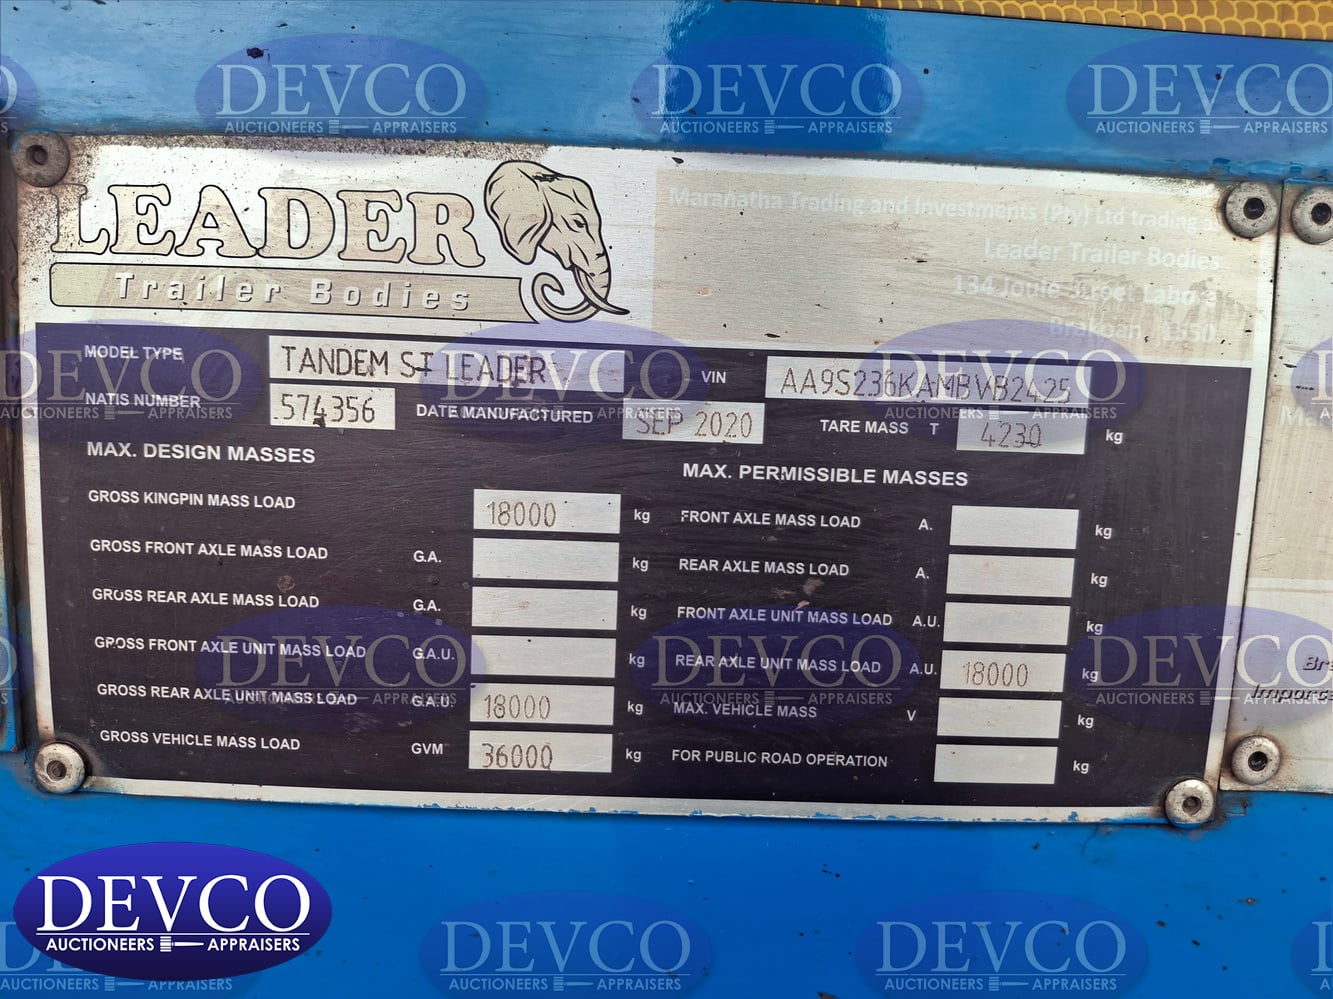 LEADER
Trailer Bodies
Maranatha Trading and Investments (Pty) Ltd trading as
Leader Trailer Bodies
134 Joule Street Labore
Brakpan, 1550
MODEL TYPE TANDEM S-T LEADER VIN AA9S236KAMBVB2425
NATIS NUMBER 574356 DATE MANUFACTURED SEP 2020 TARE MASS T 4230 kg
MAX. DESIGN MASSES
GROSS KINGPIN MASS LOAD 18000 kg
GROSS FRONT AXLE MASS LOAD G.A. kg
GROSS REAR AXLE MASS LOAD G.A. kg
GROSS FRONT AXLE UNIT MASS LOAD G.A.U. kg
GROSS REAR AXLE UNIT MASS LOAD G.A.U. 18000 kg
GROSS VEHICLE MASS LOAD GVM 36000 kg
MAX. PERMISSIBLE MASSES
FRONT AXLE MASS LOAD A. kg
REAR AXLE MASS LOAD A. kg
FRONT AXLE UNIT MASS LOAD A.U. kg
REAR AXLE UNIT MASS LOAD A.U. 18000 kg
MAX. VEHICLE MASS V kg
FOR PUBLIC ROAD OPERATION kg
DEVCO
AUCTIONEERS APPRAISERS